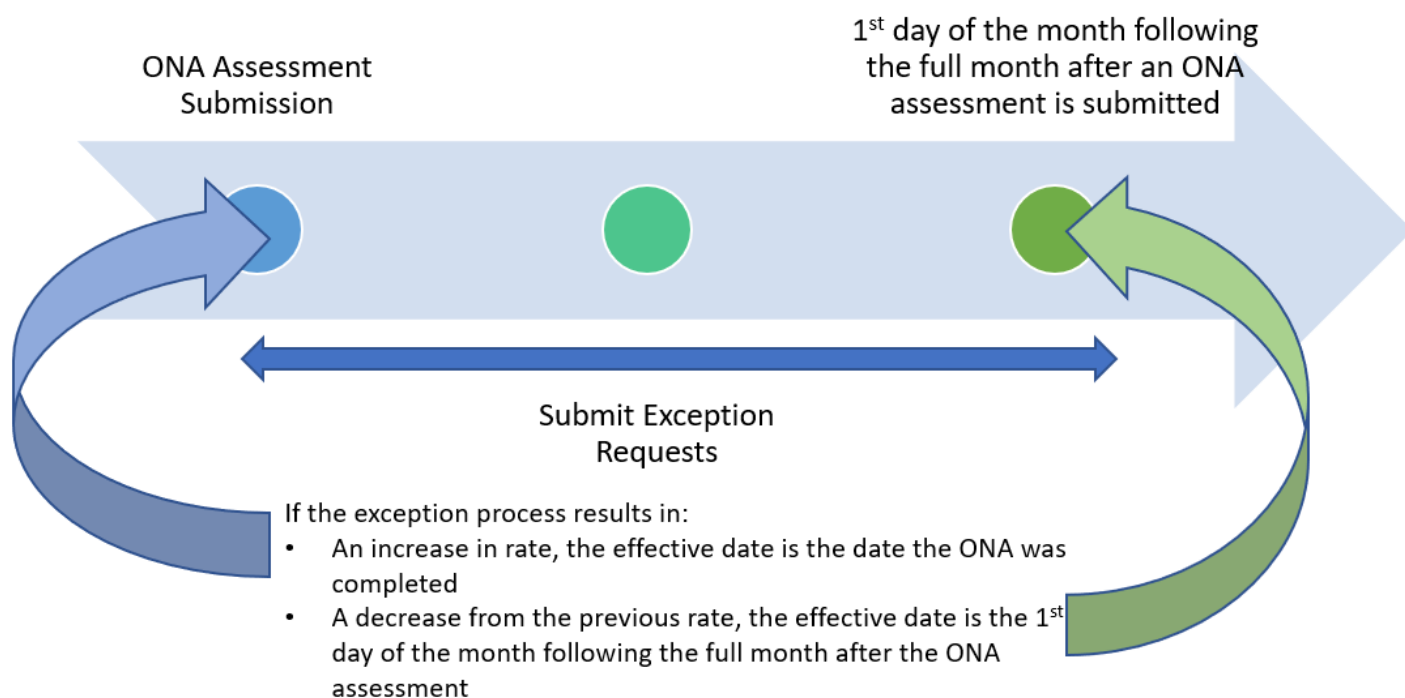 ONA Assessment
Submission
1st day of the month following
the full month after an ONA
assessment is submitted
Submit Exception
Requests
If the exception process results in:
• An increase in rate, the effective date is the date the ONA was
completed
• A decrease from the previous rate, the effective date is the 1st
day of the month following the full month after the ONA
assessment